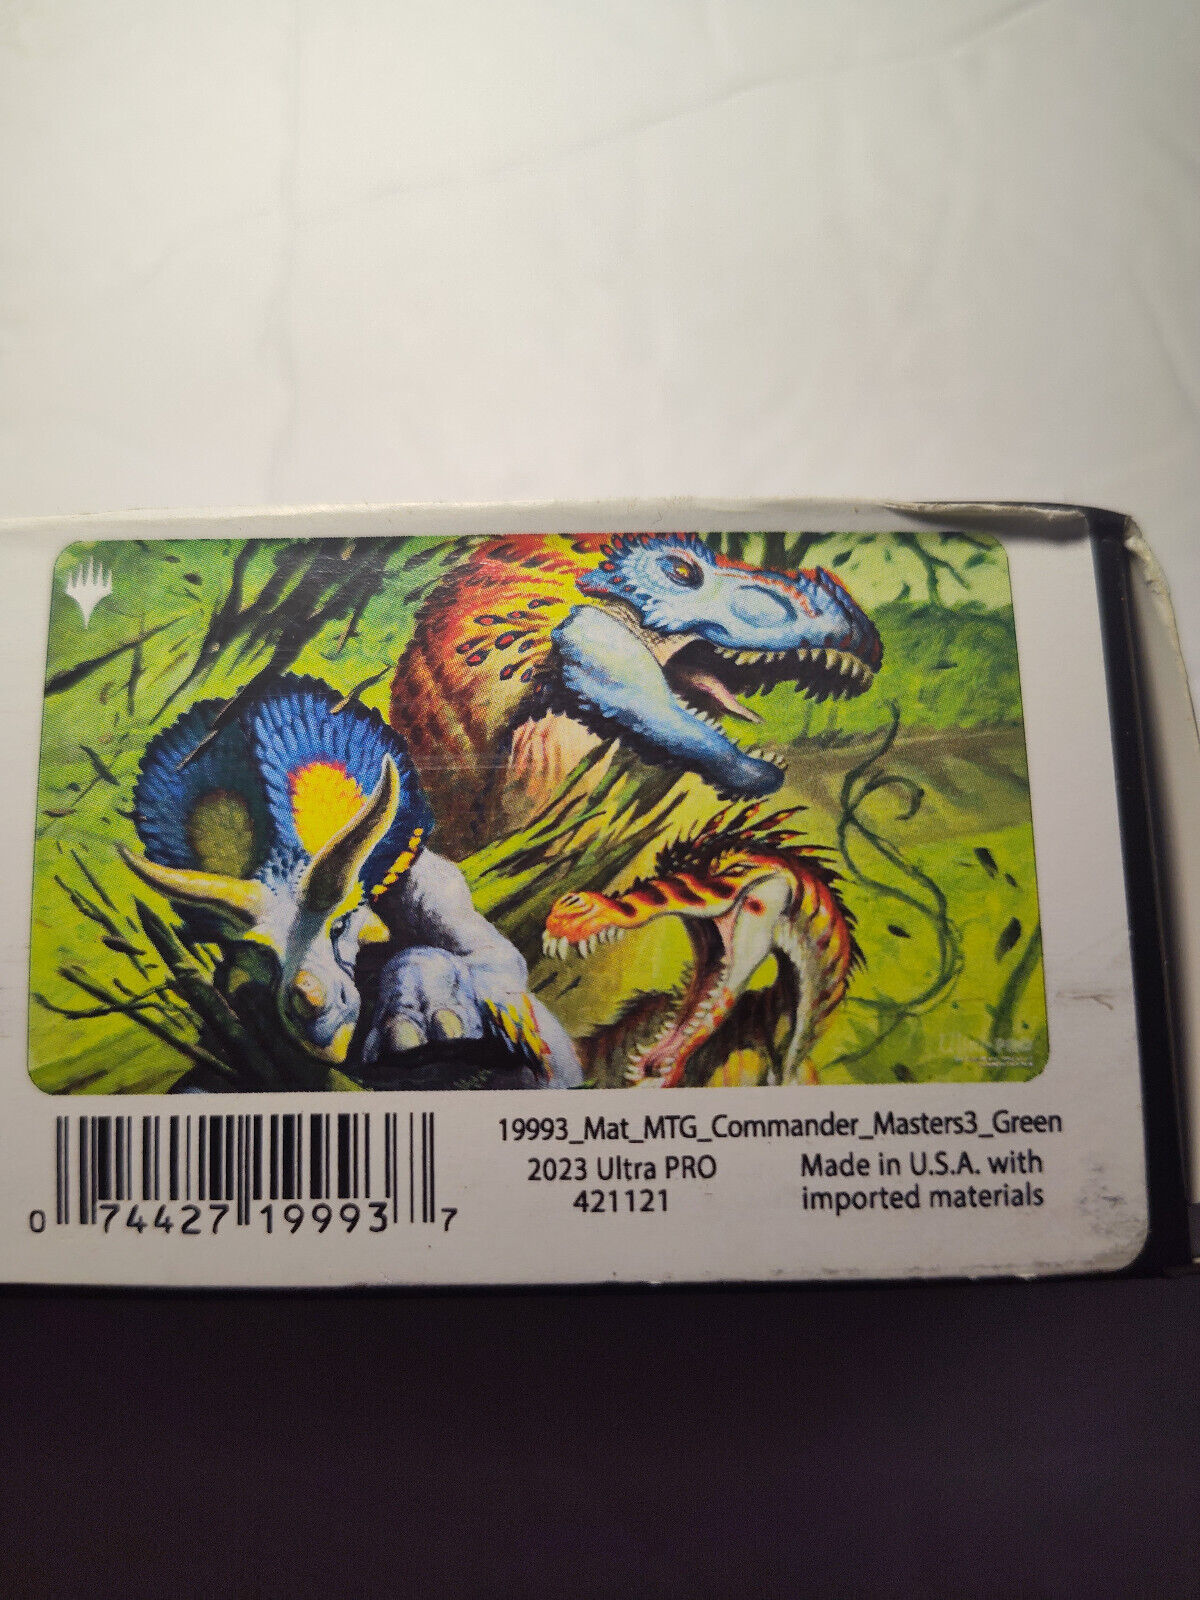 19993_Mat_MTG_Commander_Masters3_Green
2023 Ultra PRO
421121
Made in U.S.A. with
imported materials
0 74427 19993 7